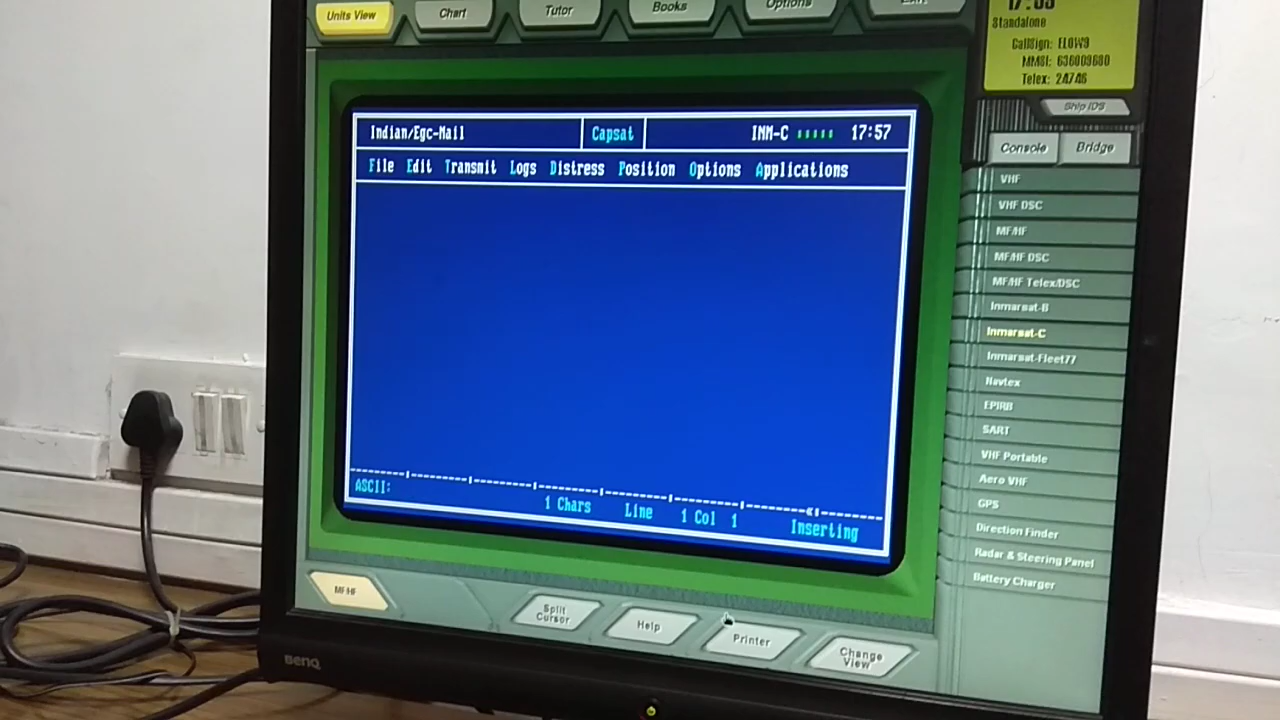 Units View
Chart
Tutor
Books
Options
Standalone
CallSign: ELOW9
MMSI: 636009680
Telex: 24746
Ship IDS
Console
Bridge
Indian/Egc-Mail
Capsat
INM-C
17:57
File Edit Transmit Logs Distress Position Options Applications
VHF
VHF DSC
MF/HF
MF/HF DSC
MF/HF Telex/DSC
Inmarsat-B
Inmarsat-C
Inmarsat-Fleet77
Navtex
EPIRB
SART
VHF Portable
Aero VHF
GPS
Direction Finder
Radar & Steering Panel
Battery Charger
ASCII:
1 Chars
Line
1 Col 1
Inserting
MF/HF
Split
Cursor
Help
Printer
Change
View
BenQ